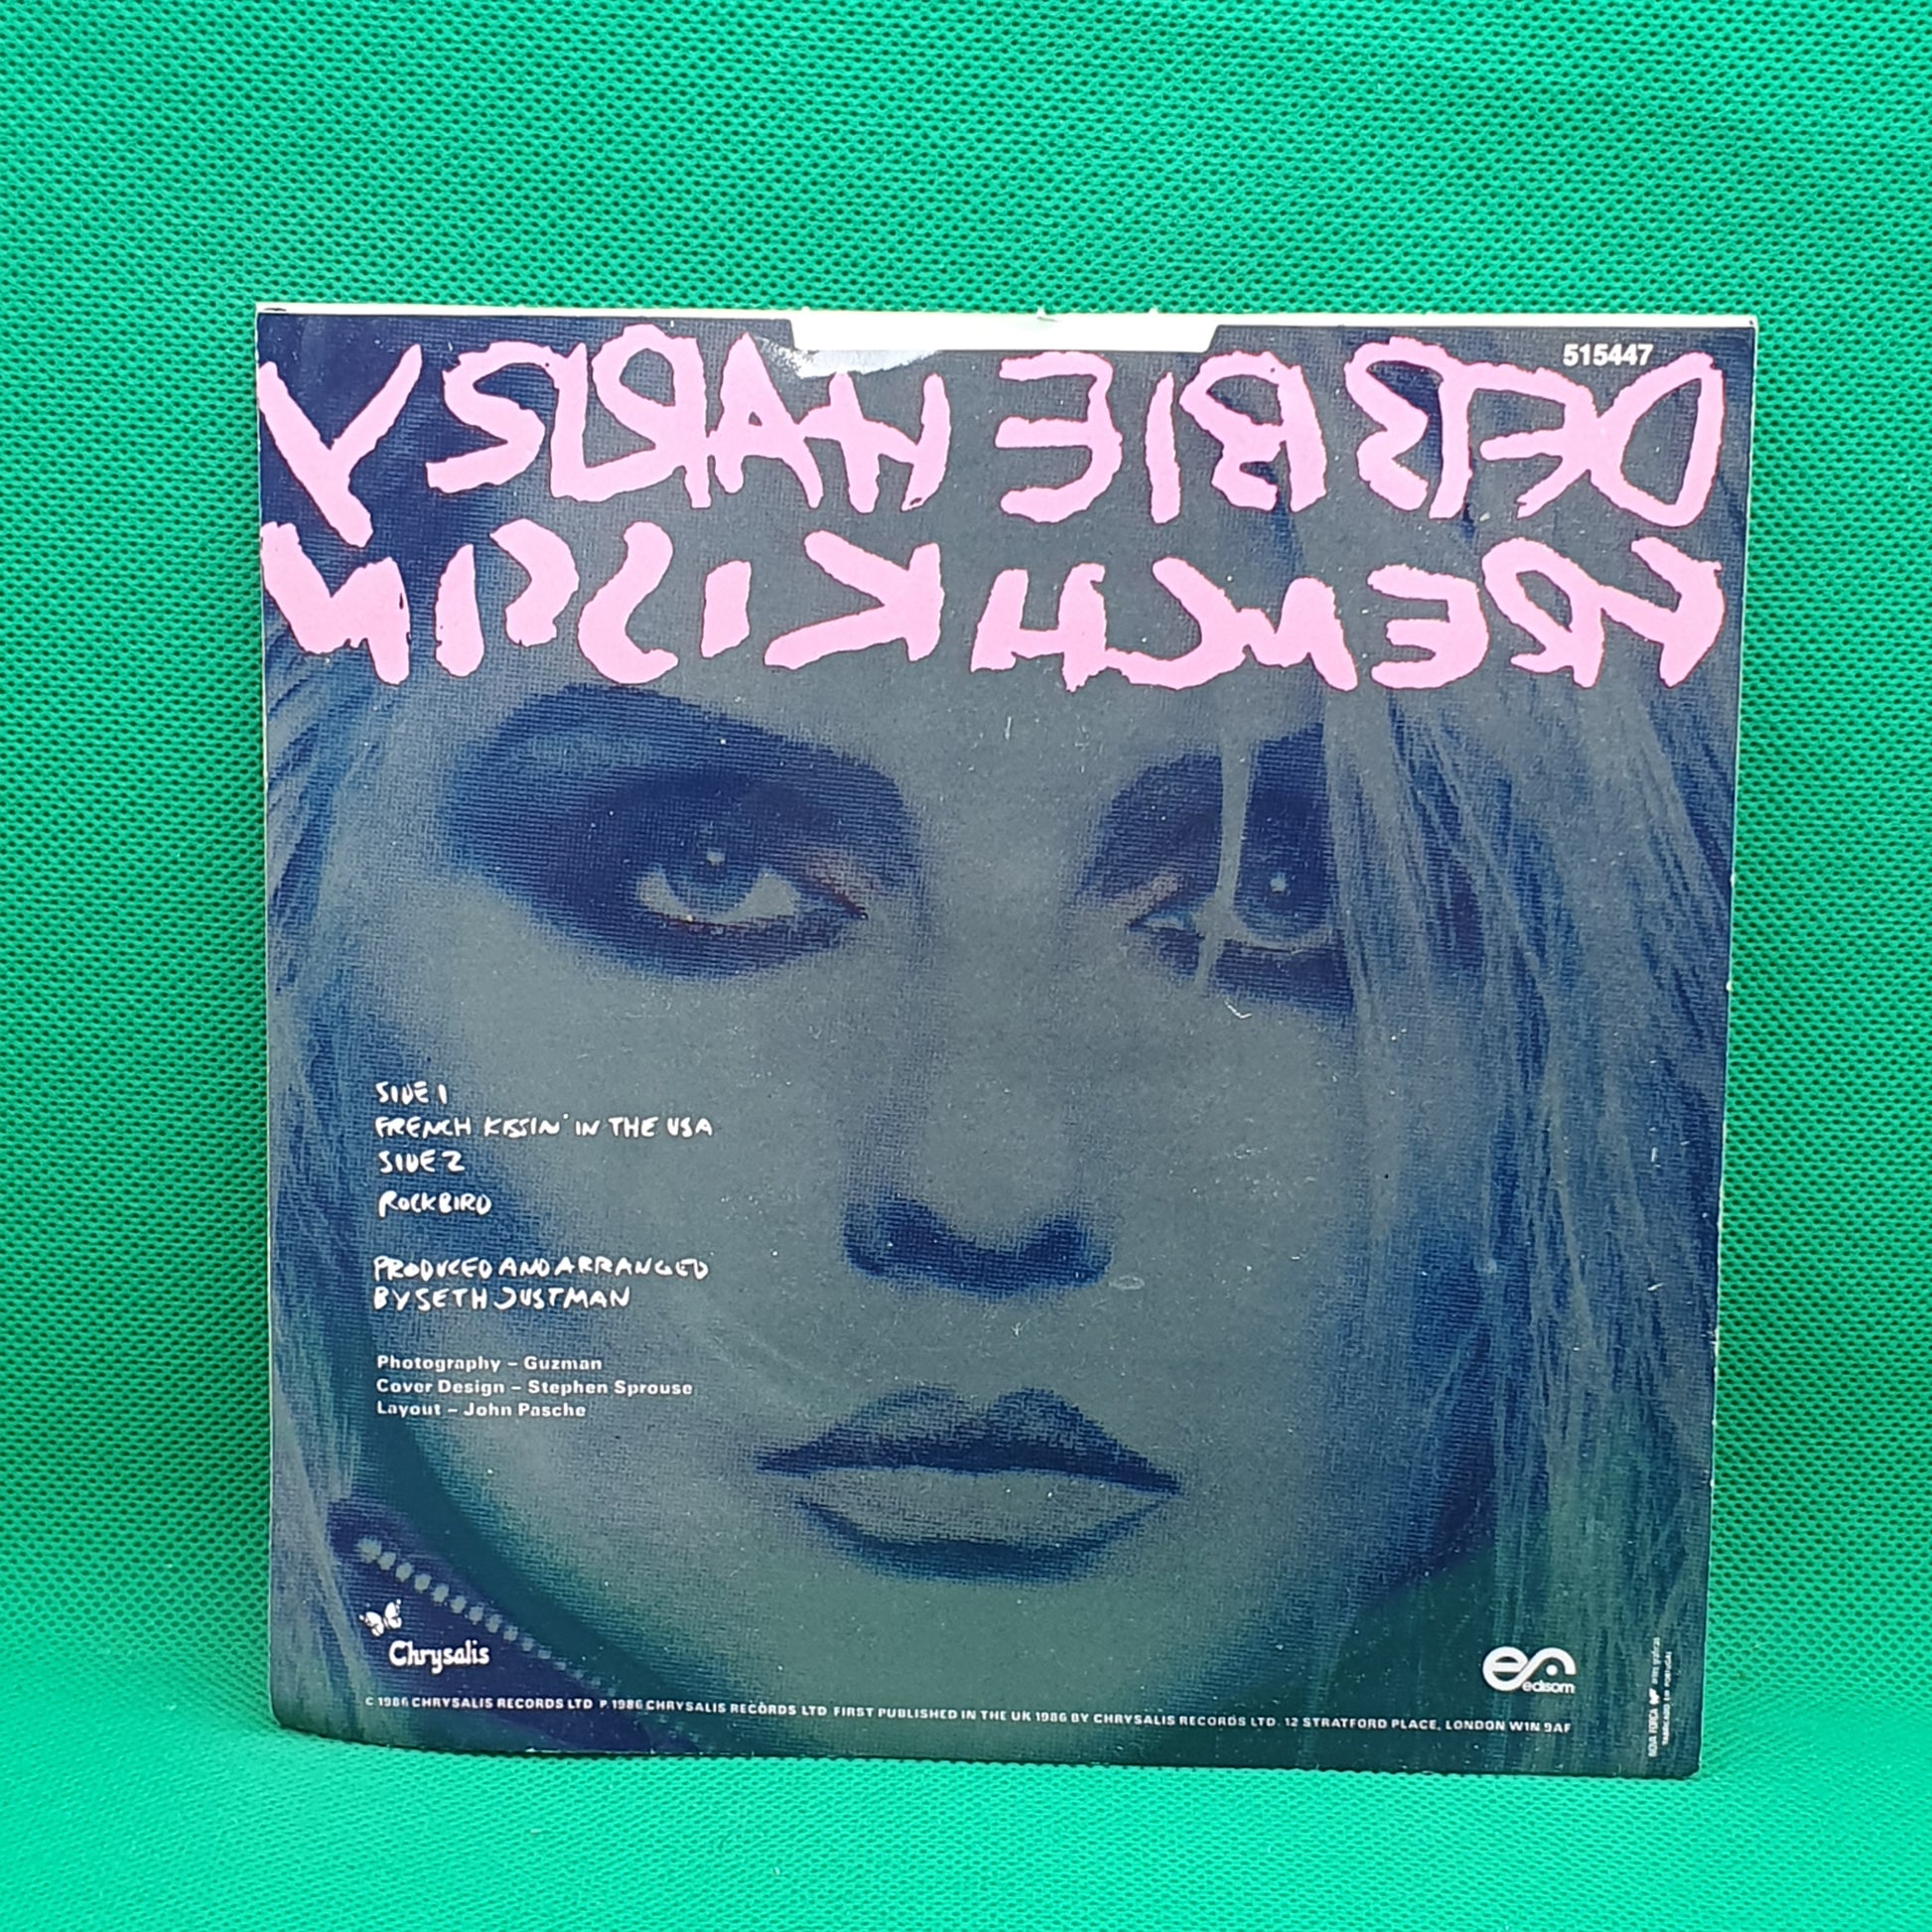 515447
DEBBIE HARRY
FRENCH KISSIN
SIDE 1
FRENCH KISSIN' IN THE USA
SIDE 2
ROCKBIRD
PRODUCED AND ARRANGED
BY SETH JUSTMAN
Photography – Guzman
Cover Design – Stephen Sprouse
Layout – John Pasche
Chrysalis
edisom
C 1986 CHRYSALIS RECORDS LTD P 1986 CHRYSALIS RECORDS LTD FIRST PUBLISHED IN THE UK 1986 BY CHRYSALIS RECORDS LTD. 12 STRATFORD PLACE, LONDON W1N 9AF